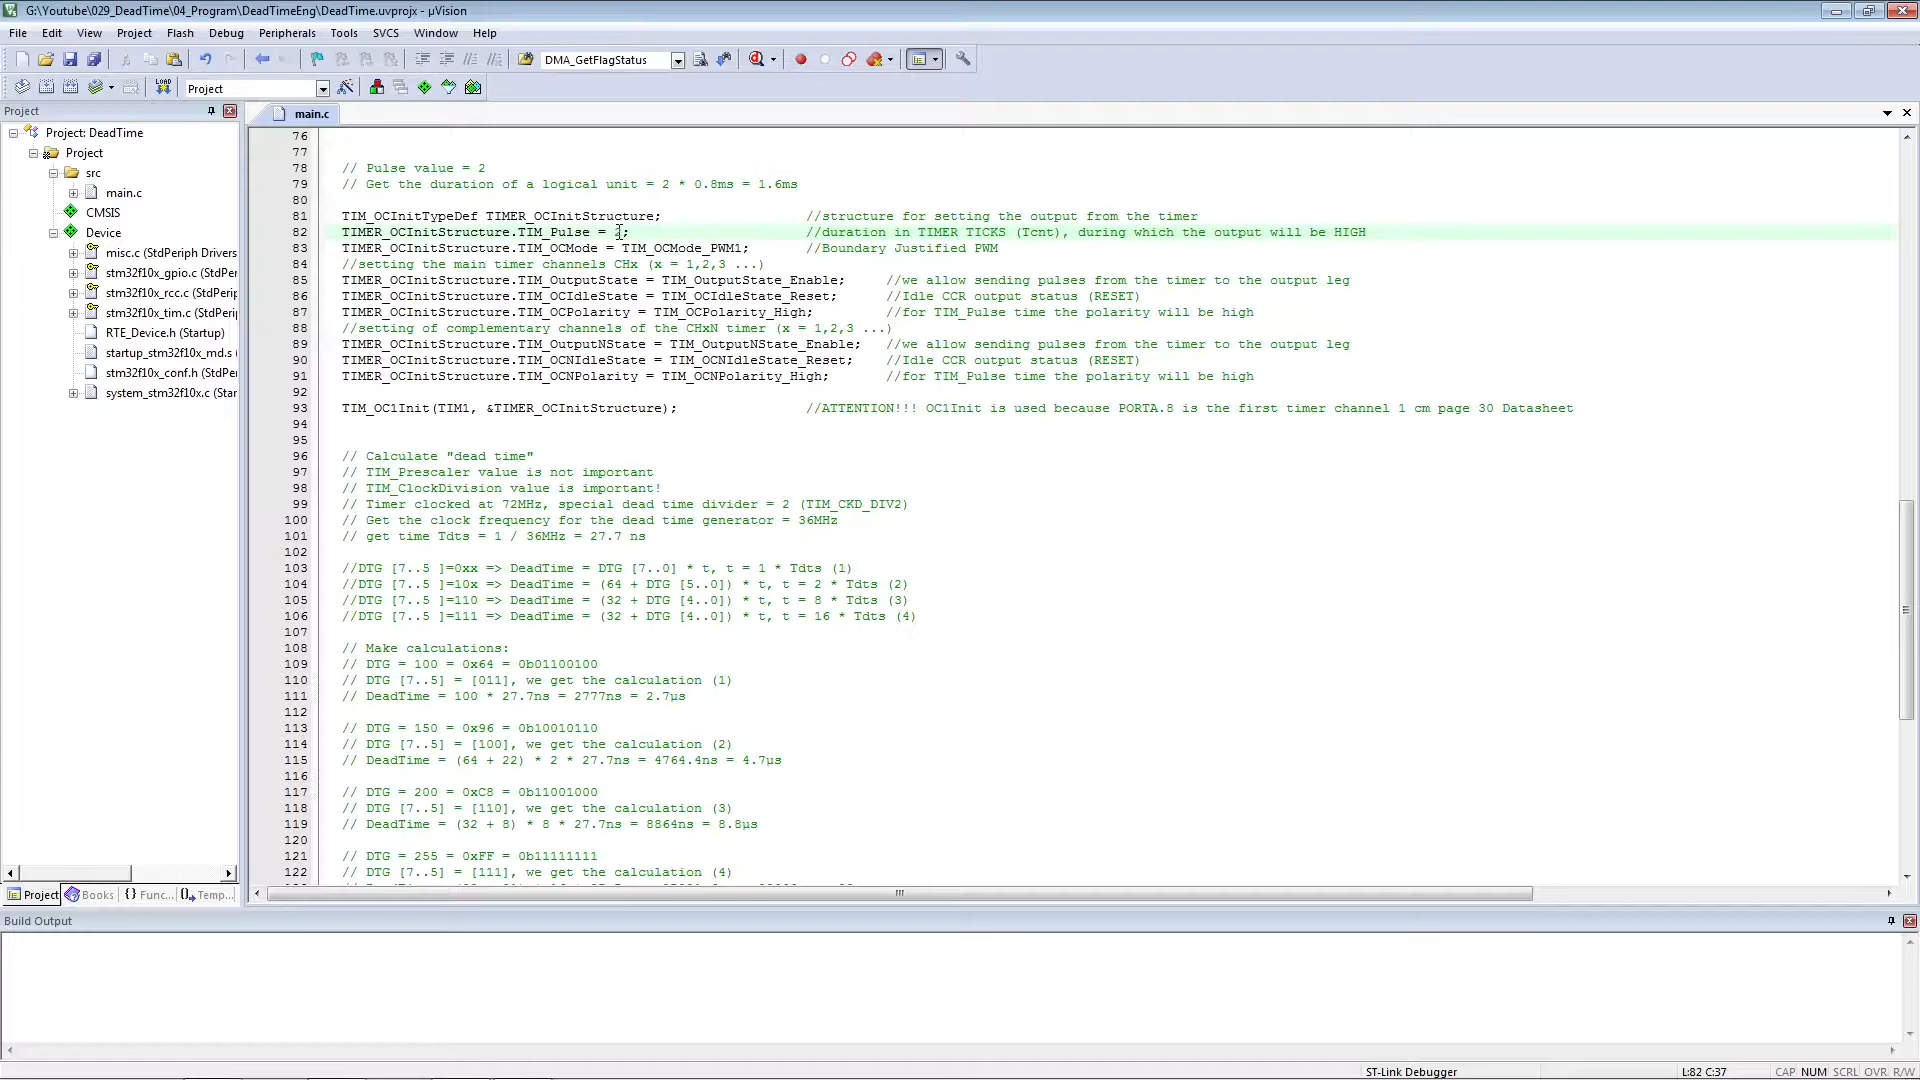 G:\Youtube\029_DeadTime\04_Program\DeadTimeEng\DeadTime.uvprojx - µVision
File Edit View Project Flash Debug Peripherals Tools SVCS Window Help
DMA_GetFlagStatus
LOAD Project
Project
main.c
Project: DeadTime
Project
src
main.c
CMSIS
Device
misc.c (StdPeriph Drivers
stm32f10x_gpio.c (StdPer
stm32f10x_rcc.c (StdPerip
stm32f10x_tim.c (StdPerip
RTE_Device.h (Startup)
startup_stm32f10x_md.s (
stm32f10x_conf.h (StdPe
system_stm32f10x.c (Star
Project Books {} Func... Temp...
76
77
78 // Pulse value = 2
79 // Get the duration of a logical unit = 2 * 0.8ms = 1.6ms
80
81 TIM_OCInitTypeDef TIMER_OCInitStructure; //structure for setting the output from the timer
82 TIMER_OCInitStructure.TIM_Pulse = 2; //duration in TIMER TICKS (Tcnt), during which the output will be HIGH
83 TIMER_OCInitStructure.TIM_OCMode = TIM_OCMode_PWM1; //Boundary Justified PWM
84 //setting the main timer channels CHx (x = 1,2,3 ...)
85 TIMER_OCInitStructure.TIM_OutputState = TIM_OutputState_Enable; //we allow sending pulses from the timer to the output leg
86 TIMER_OCInitStructure.TIM_OCIdleState = TIM_OCIdleState_Reset; //Idle CCR output status (RESET)
87 TIMER_OCInitStructure.TIM_OCPolarity = TIM_OCPolarity_High; //for TIM_Pulse time the polarity will be high
88 //setting of complementary channels of the CHxN timer (x = 1,2,3 ...)
89 TIMER_OCInitStructure.TIM_OutputNState = TIM_OutputNState_Enable; //we allow sending pulses from the timer to the output leg
90 TIMER_OCInitStructure.TIM_OCNIdleState = TIM_OCNIdleState_Reset; //Idle CCR output status (RESET)
91 TIMER_OCInitStructure.TIM_OCNPolarity = TIM_OCNPolarity_High; //for TIM_Pulse time the polarity will be high
92
93 TIM_OC1Init(TIM1, &TIMER_OCInitStructure); //ATTENTION!!! OC1Init is used because PORTA.8 is the first timer channel 1 cm page 30 Datasheet
94
95
96 // Calculate "dead time"
97 // TIM_Prescaler value is not important
98 // TIM_ClockDivision value is important!
99 // Timer clocked at 72MHz, special dead time divider = 2 (TIM_CKD_DIV2)
100 // Get the clock frequency for the dead time generator = 36MHz
101 // get time Tdts = 1 / 36MHz = 27.7 ns
102
103 //DTG [7..5 ]=0xx => DeadTime = DTG [7..0] * t, t = 1 * Tdts (1)
104 //DTG [7..5 ]=10x => DeadTime = (64 + DTG [5..0]) * t, t = 2 * Tdts (2)
105 //DTG [7..5 ]=110 => DeadTime = (32 + DTG [4..0]) * t, t = 8 * Tdts (3)
106 //DTG [7..5 ]=111 => DeadTime = (32 + DTG [4..0]) * t, t = 16 * Tdts (4)
107
108 // Make calculations:
109 // DTG = 100 = 0x64 = 0b01100100
110 // DTG [7..5] = [011], we get the calculation (1)
111 // DeadTime = 100 * 27.7ns = 2777ns = 2.7µs
112
113 // DTG = 150 = 0x96 = 0b10010110
114 // DTG [7..5] = [100], we get the calculation (2)
115 // DeadTime = (64 + 22) * 2 * 27.7ns = 4764.4ns = 4.7µs
116
117 // DTG = 200 = 0xC8 = 0b11001000
118 // DTG [7..5] = [110], we get the calculation (3)
119 // DeadTime = (32 + 8) * 8 * 27.7ns = 8864ns = 8.8µs
120
121 // DTG = 255 = 0xFF = 0b11111111
122 // DTG [7..5] = [111], we get the calculation (4)
Build Output
ST-Link Debugger L:82 C:37 CAP NUM SCRL OVR R/W